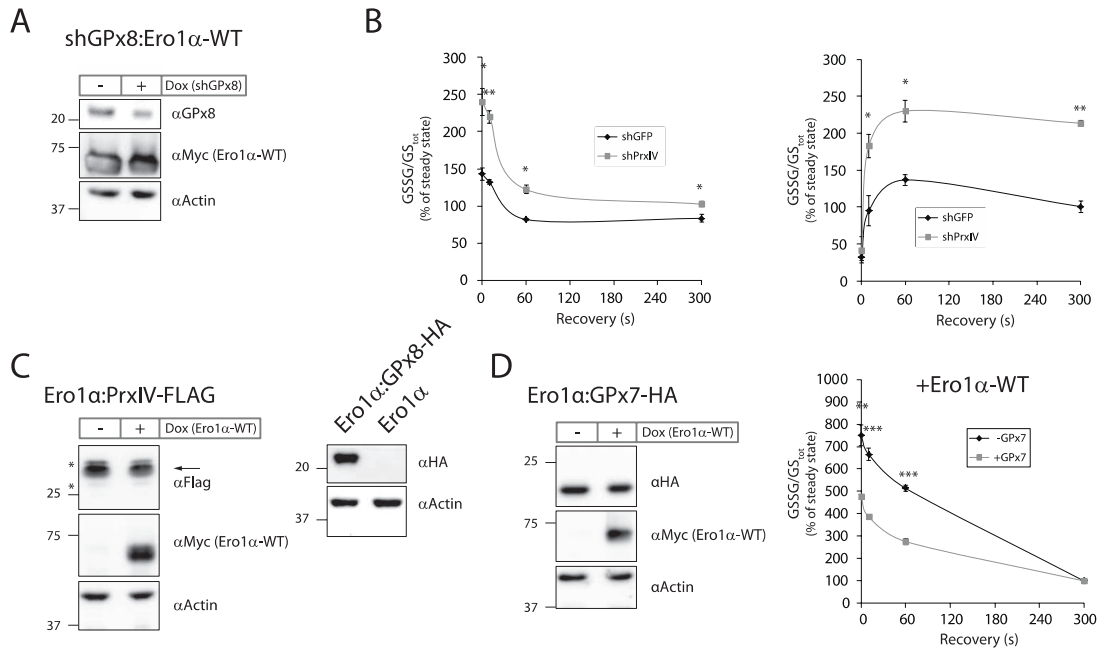 A
shGPx8:Ero1α-WT
- + Dox (shGPx8)
20 αGPx8
75 αMyc (Ero1α-WT)
αActin
37
B
GSSG/GStot
(% of steady state)
300
250
200
150
100
50
0
* ** * *
shGFP
shPrxIV
0 60 120 180 240 300
Recovery (s)
GSSG/GStot
(% of steady state)
300
250
200
150
100
50
0
* * **
shGFP
shPrxIV
0 60 120 180 240 300
Recovery (s)
C
Ero1α:PrxIV-FLAG
- + Dox (Ero1α-WT)
*
*
αFlag
25
75
αMyc (Ero1α-WT)
αActin
37
Ero1α:GPx8-HA
Ero1α
20 αHA
αActin
37
D
Ero1α:GPx7-HA
- + Dox (Ero1α-WT)
25
αHA
75
αMyc (Ero1α-WT)
αActin
37
+Ero1α-WT
GSSG/GStot
(% of steady state)
1000
900
800
700
600
500
400
300
200
100
0
** *** ***
-GPx7
+GPx7
0 60 120 180 240 300
Recovery (s)